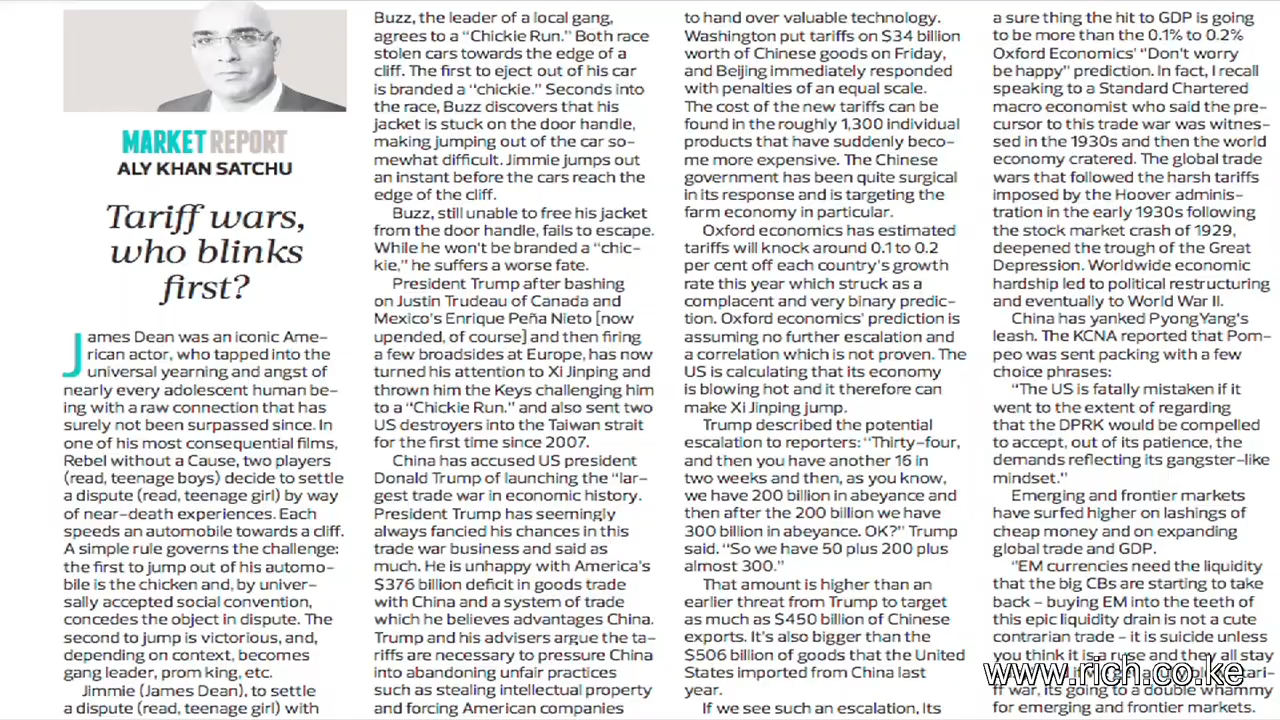 MARKET REPORT
ALY KHAN SATCHU
Tariff wars,
who blinks
first?
James Dean was an iconic Ame-
rican actor, who tapped into the
universal yearning and angst of
nearly every adolescent human be-
ing with a raw connection that has
surely not been surpassed since. In
one of his most consequential films,
Rebel without a Cause, two players
(read, teenage boys) decide to settle
a dispute (read, teenage girl) by way
of near-death experiences. Each
speeds an automobile towards a cliff.
A simple rule governs the challenge:
the first to jump out of his automo-
bile is the chicken and, by univer-
sally accepted social convention,
concedes the object in dispute. The
second to jump is victorious, and,
depending on context, becomes
gang leader, prom king, etc.
Jimmie (James Dean), to settle
a dispute (read, teenage girl) with
Buzz, the leader of a local gang,
agrees to a "Chickie Run." Both race
stolen cars towards the edge of a
cliff. The first to eject out of his car
is branded a "chickie." Seconds into
the race, Buzz discovers that his
jacket is stuck on the door handle,
making jumping out of the car so-
mewhat difficult. Jimmie jumps out
an instant before the cars reach the
edge of the cliff.
Buzz, still unable to free his jacket
from the door handle, fails to escape.
While he won't be branded a "chic-
kie," he suffers a worse fate.
President Trump after bashing
on Justin Trudeau of Canada and
Mexico's Enrique Peña Nieto [now
upended, of course] and then firing
a few broadsides at Europe, has now
turned his attention to Xi Jinping and
thrown him the Keys challenging him
to a "Chickie Run." and also sent two
US destroyers into the Taiwan strait
for the first time since 2007.
China has accused US president
Donald Trump of launching the "lar-
gest trade war in economic history.
President Trump has seemingly
always fancied his chances in this
trade war business and said as
much. He is unhappy with America's
$376 billion deficit in goods trade
with China and a system of trade
which he believes advantages China.
Trump and his advisers argue the ta-
riffs are necessary to pressure China
into abandoning unfair practices
such as stealing intellectual property
and forcing American companies
to hand over valuable technology.
Washington put tariffs on $34 billion
worth of Chinese goods on Friday,
and Beijing immediately responded
with penalties of an equal scale.
The cost of the new tariffs can be
found in the roughly 1,300 individual
products that have suddenly beco-
me more expensive. The Chinese
government has been quite surgical
in its response and is targeting the
farm economy in particular.
Oxford economics has estimated
tariffs will knock around 0.1 to 0.2
per cent off each country's growth
rate this year which struck as a
complacent and very binary predic-
tion. Oxford economics' prediction is
assuming no further escalation and
a correlation which is not proven. The
US is calculating that its economy
is blowing hot and it therefore can
make Xi Jinping jump.
Trump described the potential
escalation to reporters: "Thirty-four,
and then you have another 16 in
two weeks and then, as you know,
we have 200 billion in abeyance and
then after the 200 billion we have
300 billion in abeyance. OK?" Trump
said. "So we have 50 plus 200 plus
almost 300."
That amount is higher than an
earlier threat from Trump to target
as much as $450 billion of Chinese
exports. It's also bigger than the
$506 billion of goods that the United
States imported from China last
year.
If we see such an escalation, Its
a sure thing the hit to GDP is going
to be more than the 0.1% to 0.2%
Oxford Economics' "Don't worry
be happy" prediction. In fact, I recall
speaking to a Standard Chartered
macro economist who said the pre-
cursor to this trade war was witnes-
sed in the 1930s and then the world
economy cratered. The global trade
wars that followed the harsh tariffs
imposed by the Hoover adminis-
tration in the early 1930s following
the stock market crash of 1929,
deepened the trough of the Great
Depression. Worldwide economic
hardship led to political restructuring
and eventually to World War II.
China has yanked PyongYang's
leash. The KCNA reported that Pom-
peo was sent packing with a few
choice phrases:
"The US is fatally mistaken if it
went to the extent of regarding
that the DPRK would be compelled
to accept, out of its patience, the
demands reflecting its gangster-like
mindset."
Emerging and frontier markets
have surfed higher on lashings of
cheap money and on expanding
global trade and GDP.
"EM currencies need the liquidity
that the big CBs are starting to take
back – buying EM into the teeth of
this epic liquidity drain is not a cute
contrarian trade – it is suicide unless
you think it is a ruse and they all stay
tari-
ff war, its going to a double whammy
for emerging and frontier markets.
www.rich.co.ke